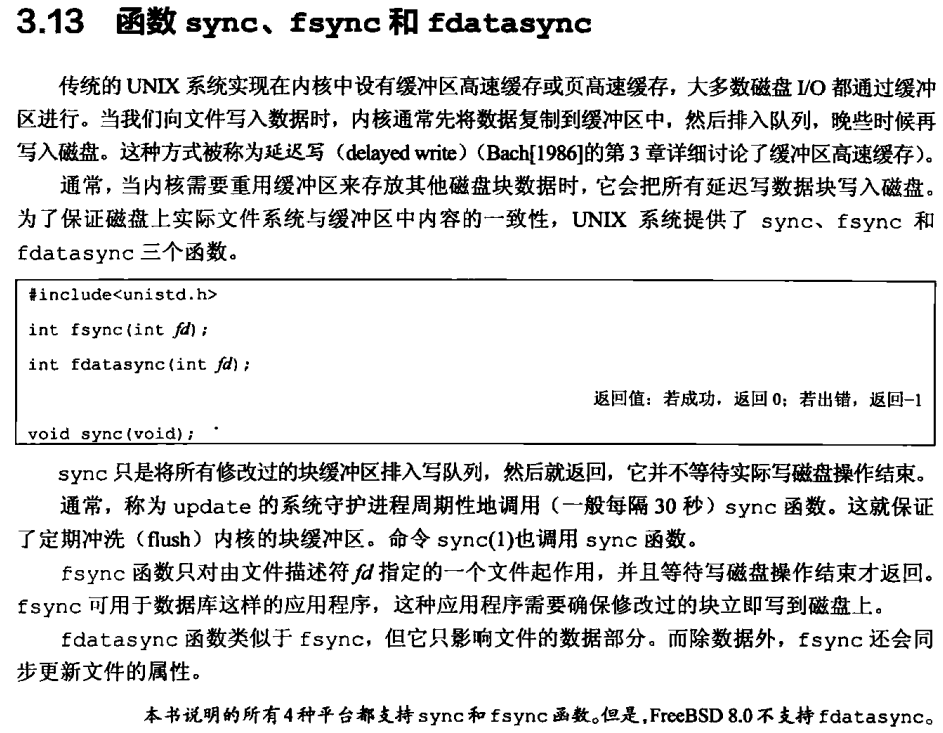 3.13 函数 sync、fsync 和 fdatasync
传统的 UNIX 系统实现在内核中设有缓冲区高速缓存或页高速缓存，大多数磁盘 I/O 都通过缓冲
区进行。当我们向文件写入数据时，内核通常先将数据复制到缓冲区中，然后排入队列，晚些时候再
写入磁盘。这种方式被称为延迟写（delayed write）（Bach[1986]的第 3 章详细讨论了缓冲区高速缓存）。
通常，当内核需要重用缓冲区来存放其他磁盘块数据时，它会把所有延迟写数据块写入磁盘。
为了保证磁盘上实际文件系统与缓冲区中内容的一致性，UNIX 系统提供了 sync、fsync 和
fdatasync 三个函数。
#include<unistd.h>
int fsync(int fd);
int fdatasync(int fd);
返回值：若成功，返回 0；若出错，返回−1
void sync(void);
sync 只是将所有修改过的块缓冲区排入写队列，然后就返回，它并不等待实际写磁盘操作结束。
通常，称为 update 的系统守护进程周期性地调用（一般每隔 30 秒）sync 函数。这就保证
了定期冲洗（flush）内核的块缓冲区。命令 sync(1)也调用 sync 函数。
fsync 函数只对由文件描述符 fd 指定的一个文件起作用，并且等待写磁盘操作结束才返回。
fsync 可用于数据库这样的应用程序，这种应用程序需要确保修改过的块立即写到磁盘上。
fdatasync 函数类似于 fsync，但它只影响文件的数据部分。而除数据外，fsync 还会同
步更新文件的属性。
本书说明的所有4种平台都支持 sync 和 fsync 函数。但是,FreeBSD 8.0 不支持 fdatasync。